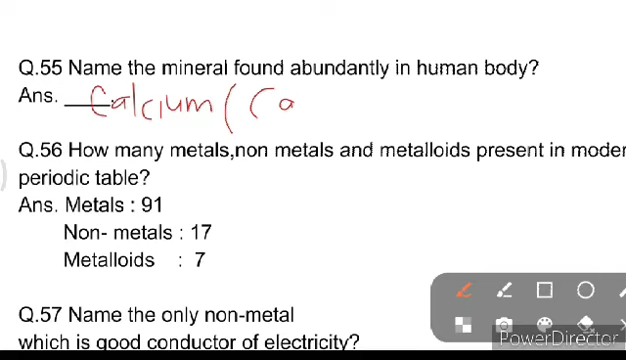 Q.55 Name the mineral found abundantly in human body?
Ans. Calcium ( Ca
Q.56 How many metals,non metals and metalloids present in moder
periodic table?
Ans. Metals : 91
Non- metals : 17
Metalloids : 7
Q.57 Name the only non-metal
which is good conductor of electricity?
PowerDirector